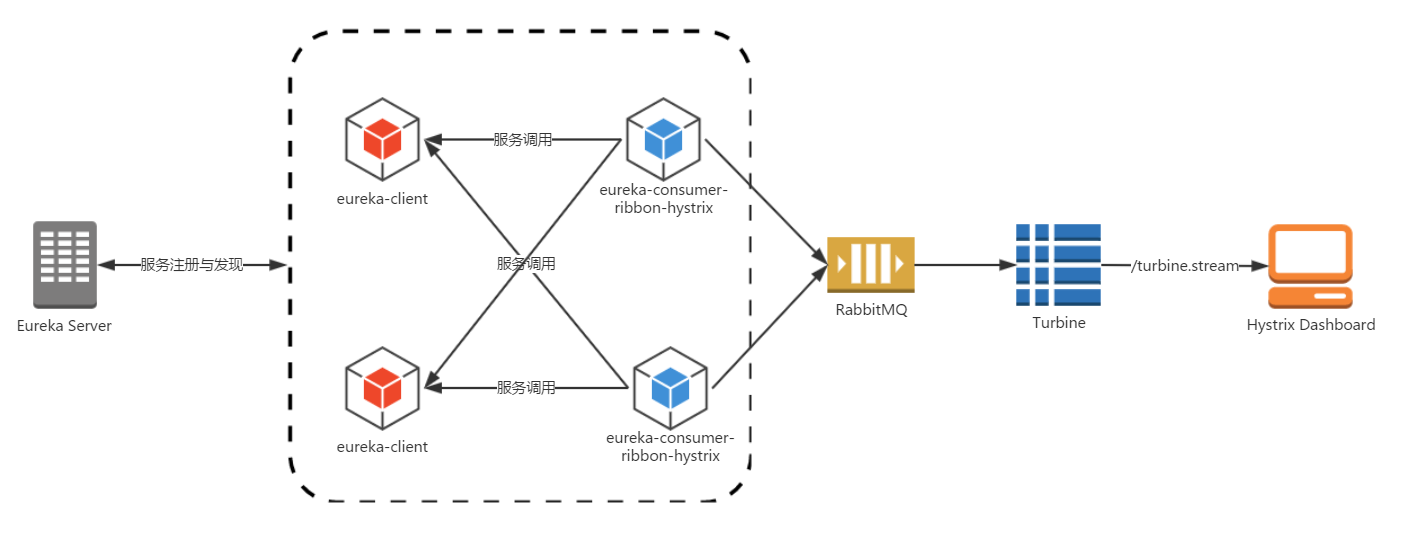 服务调用
eureka-client
eureka-consumer-
ribbon-hystrix
Eureka Server
服务注册与发现
服务调用
RabbitMQ
Turbine
/turbine.stream
Hystrix Dashboard
服务调用
eureka-client
eureka-consumer-
ribbon-hystrix